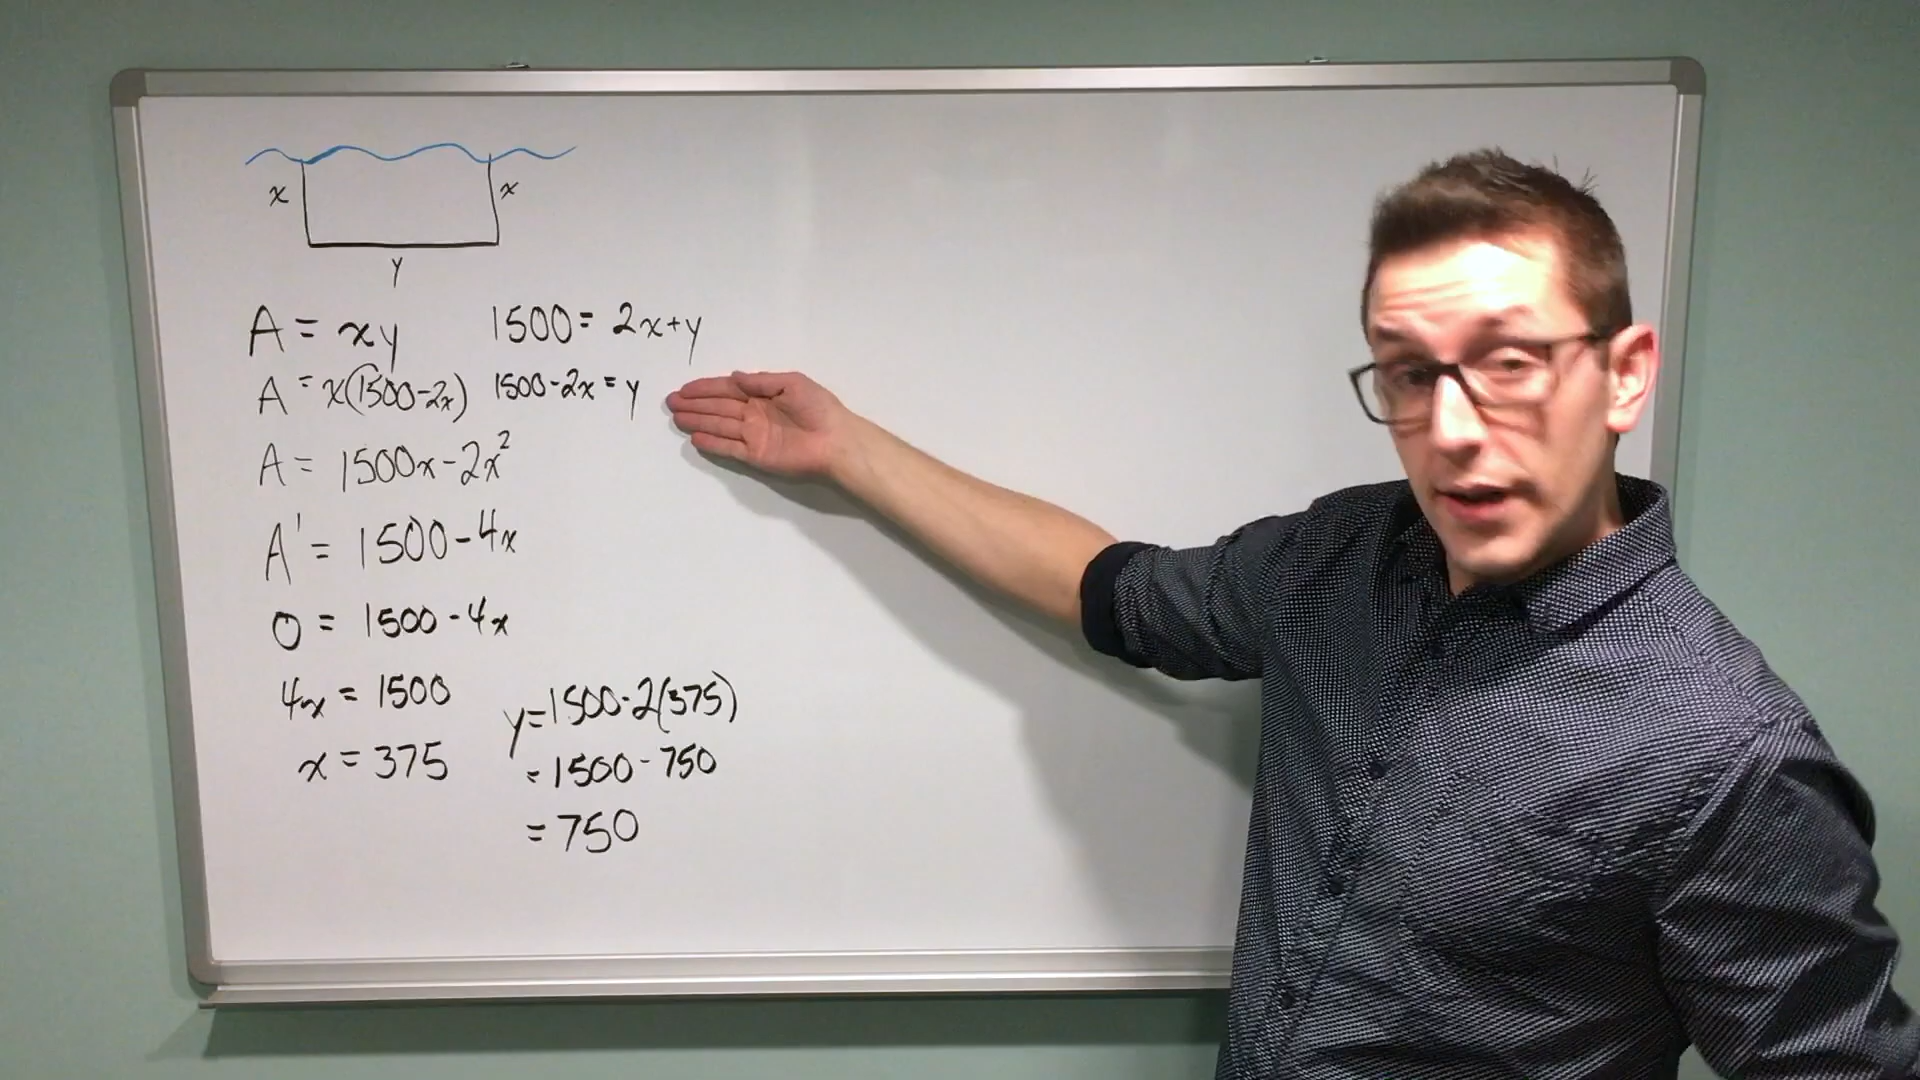 x
x
y
A = xy
1500 = 2x+y
A = x(1500-2x)
1500-2x = y
A = 1500x-2x²
A' = 1500-4x
0 = 1500-4x
4x = 1500
x = 375
y=1500-2(375)
= 1500-750
= 750